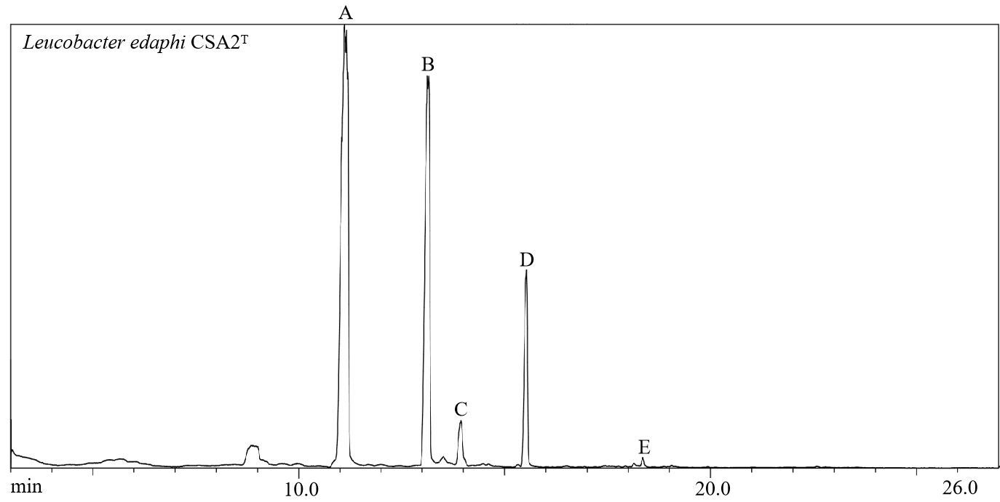 A
Leucobacter edaphi CSA2ᵀ
B
D
C
E
min
10.0
20.0
26.0